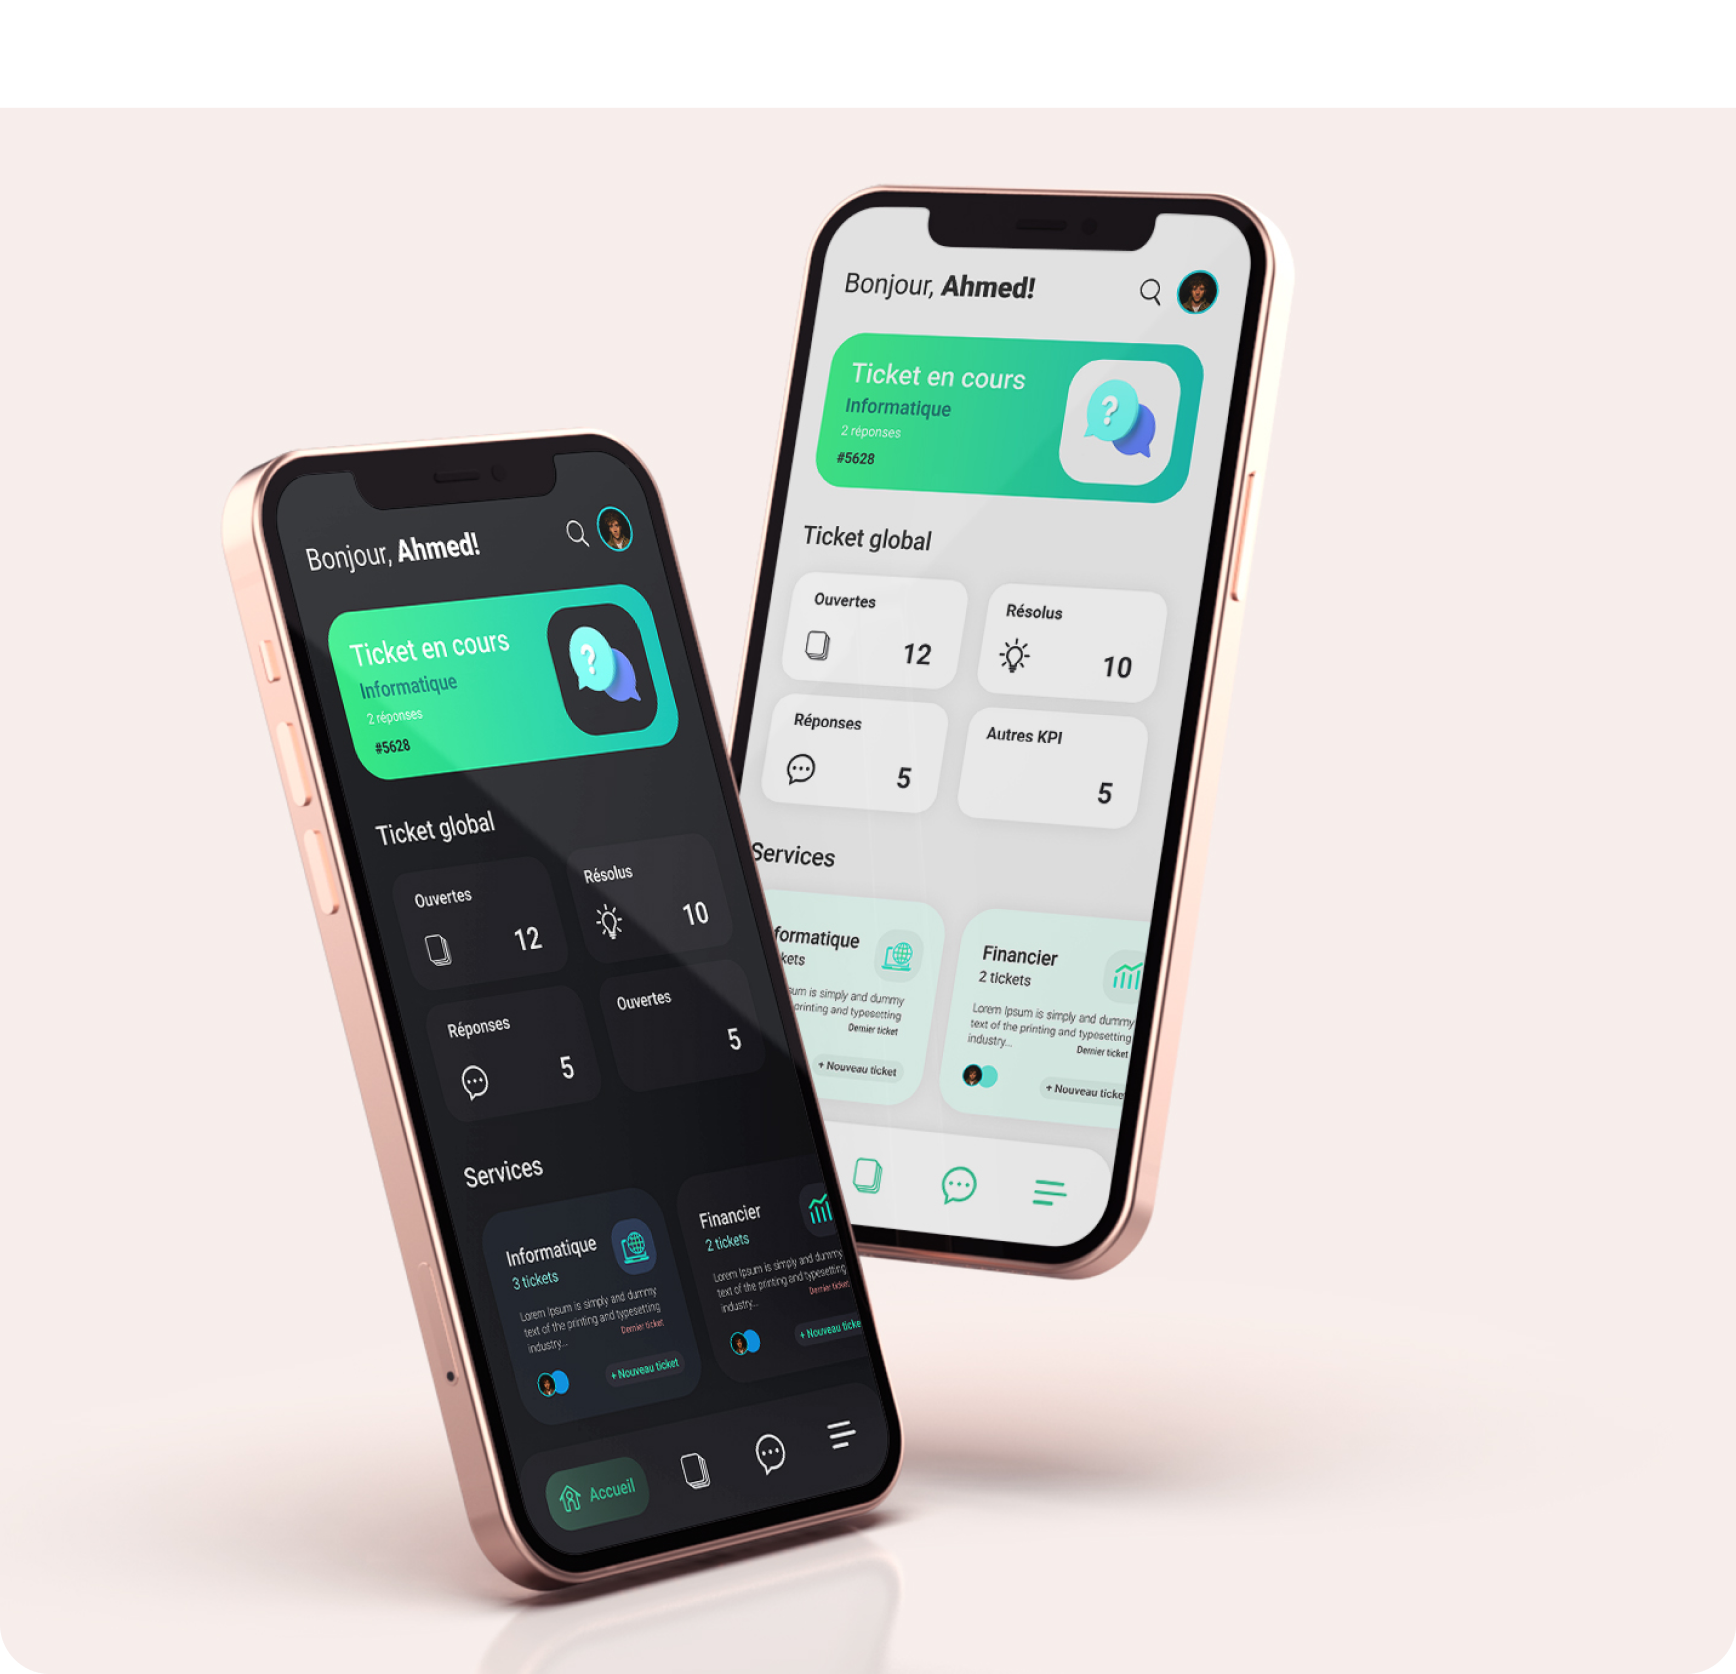 Bonjour, Ahmed!
Ticket en cours
Informatique
2 réponses
#5628
Ticket global
Ouvertes
12
Résolus
10
Réponses
5
Ouvertes
5
Services
Informatique
3 tickets
Lorem Ipsum is simply and dummy
text of the printing and typesetting
industry...
Dernier ticket
+ Nouveau ticket
Financier
2 tickets
Lorem Ipsum is simply and dummy
text of the printing and typesetting
industry...
Dernier ticket
+ Nouveau ticke
Accueil
Bonjour, Ahmed!
Ticket en cours
Informatique
2 réponses
#5628
Ticket global
Ouvertes
12
Résolus
10
Réponses
5
Autres KPI
5
Services
formatique
kets
sum is simply and dummy
printing and typesetting
Dernier ticket
+ Nouveau ticket
Financier
2 tickets
Lorem Ipsum is simply and dummy
text of the printing and typesetting
industry...
Dernier ticket
+ Nouveau ticke